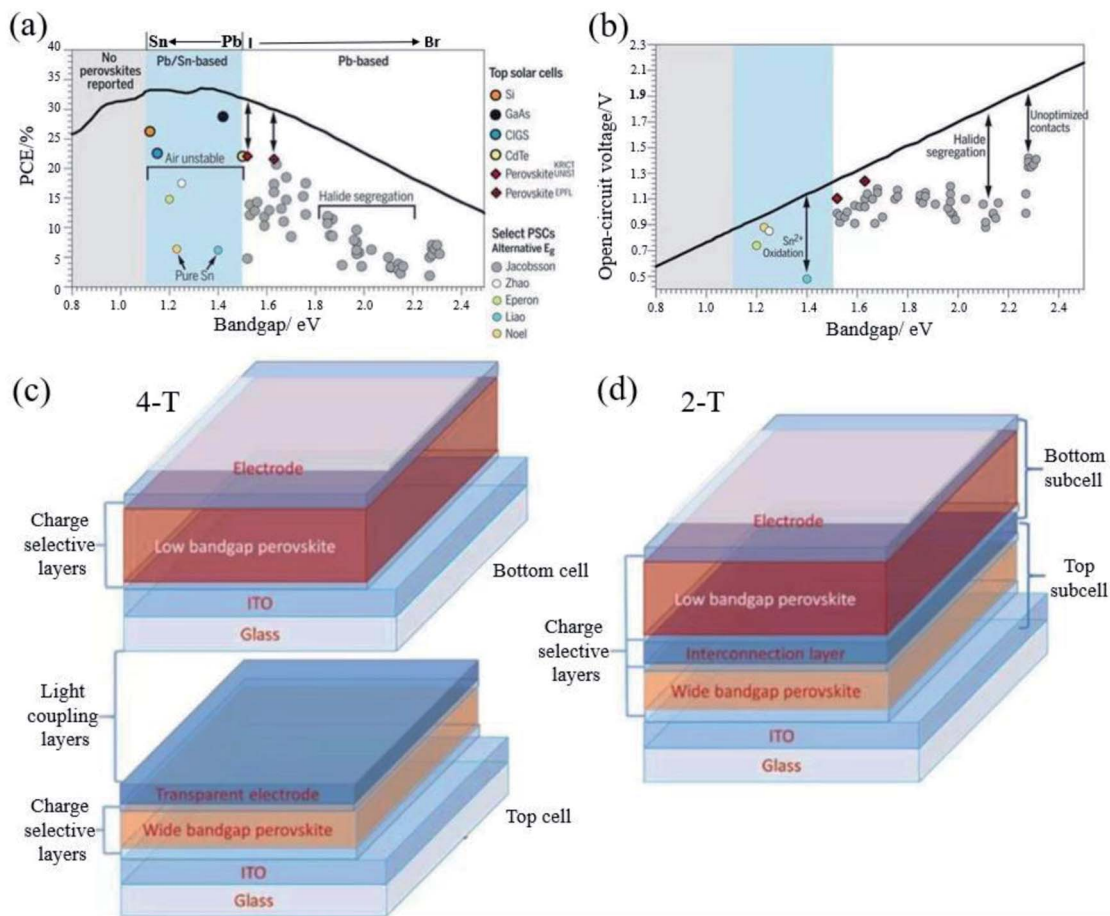 (a)
Sn Pb I Br
No perovskites reported
Pb/Sn-based
Pb-based
40
35
30
25
20
15
10
5
0
PCE/%
Air unstable
Halide segregation
Pure Sn
0.8 1.0 1.2 1.4 1.6 1.8 2.0 2.2 2.4
Bandgap/ eV
Top solar cells
Si
GaAs
CIGS
CdTe
Perovskite KRICT UNIST
Perovskite EPFL
Select PSCs
Alternative Eg
Jacobsson
Zhao
Eperon
Liao
Noel
(b)
2.3
2.1
1.9
1.7
1.5
1.3
1.1
0.9
0.7
0.5
Open-circuit voltage/V
Unoptimized
contacts
Halide
segregation
Sn2+
Oxidation
0.8 1.0 1.2 1.4 1.6 1.8 2.0 2.2 2.4
Bandgap/ eV
(c)
4-T
Electrode
Charge
selective
layers
Low bandgap perovskite
ITO
Glass
Bottom cell
Light
coupling
layers
Transparent electrode
Charge
selective
layers
Wide bandgap perovskite
ITO
Glass
Top cell
(d)
2-T
Electrode
Bottom
subcell
Low bandgap perovskite
Top
subcell
Charge
selective
layers
Interconnection layer
Wide bandgap perovskite
ITO
Glass